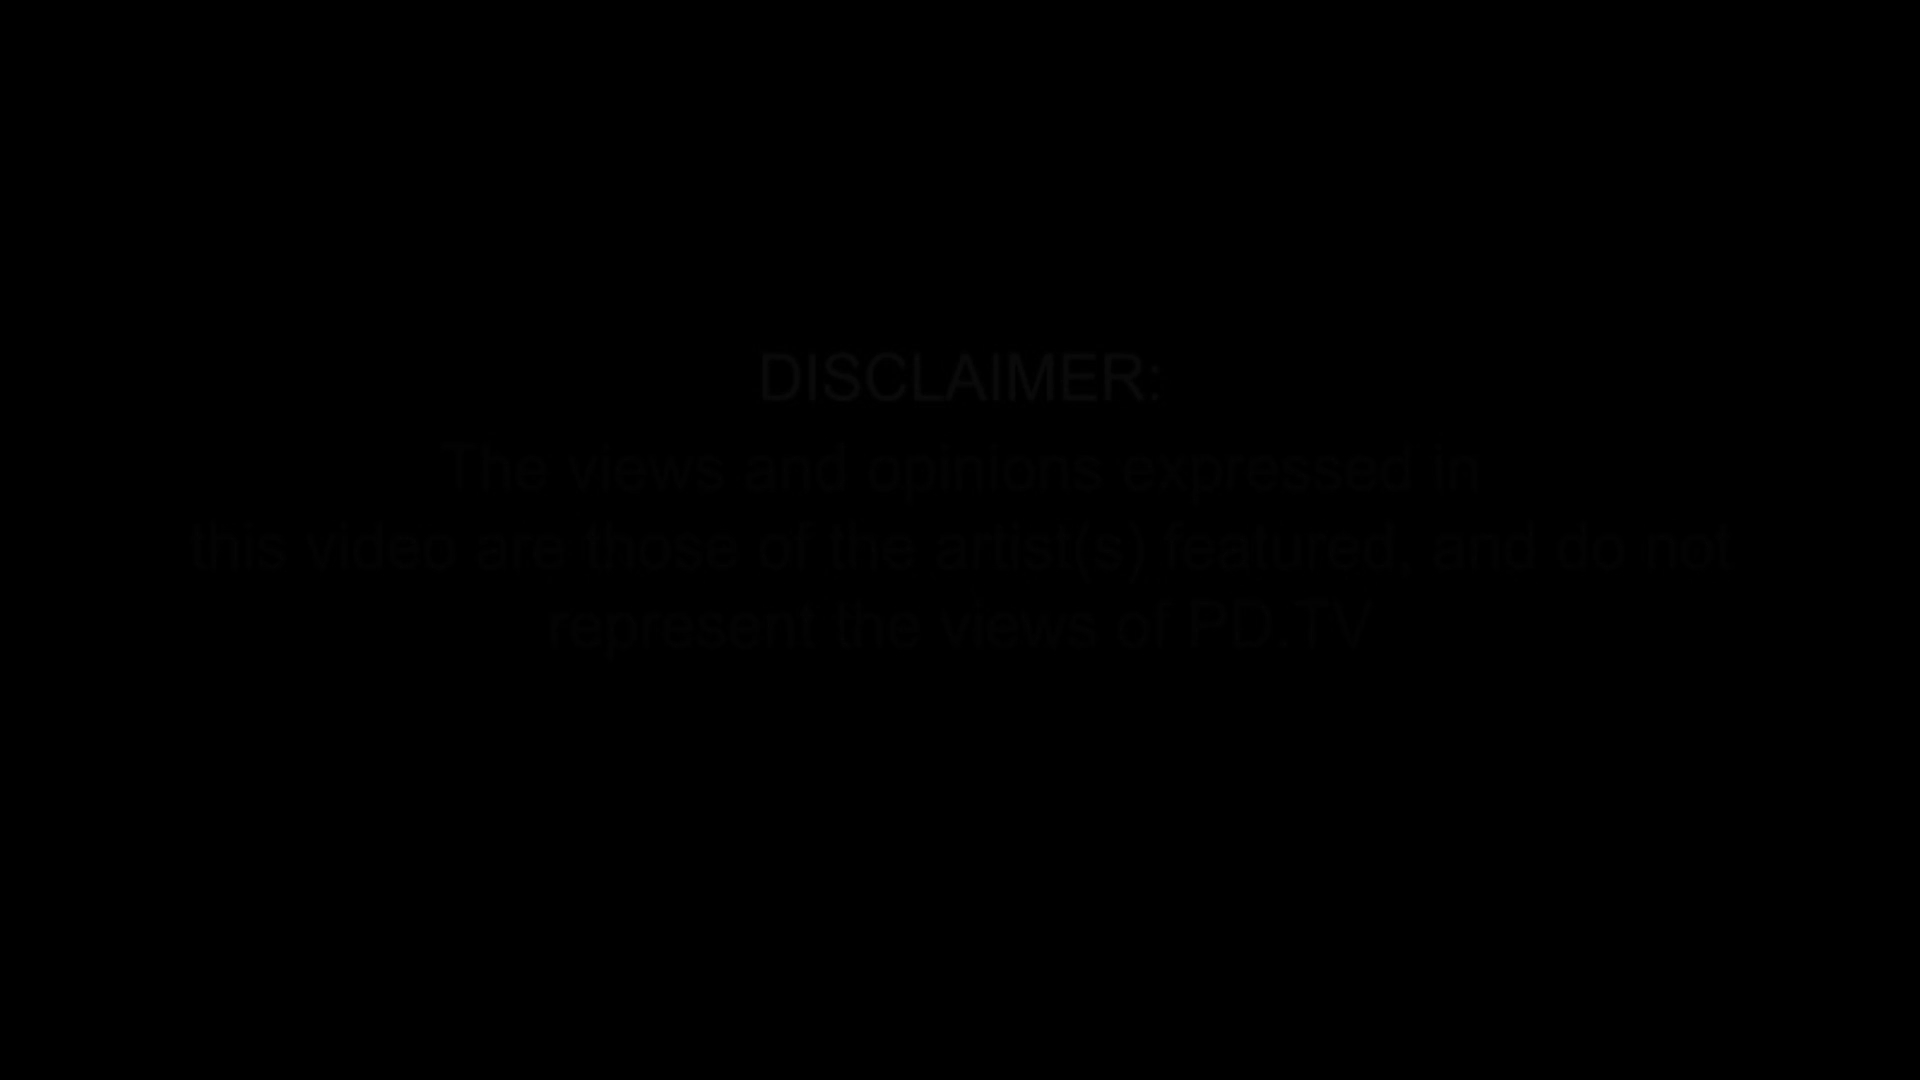 DISCLAIMER:
The views and opinions expressed in
this video are those of the artist(s) featured, and do not
represent the views of PD.TV